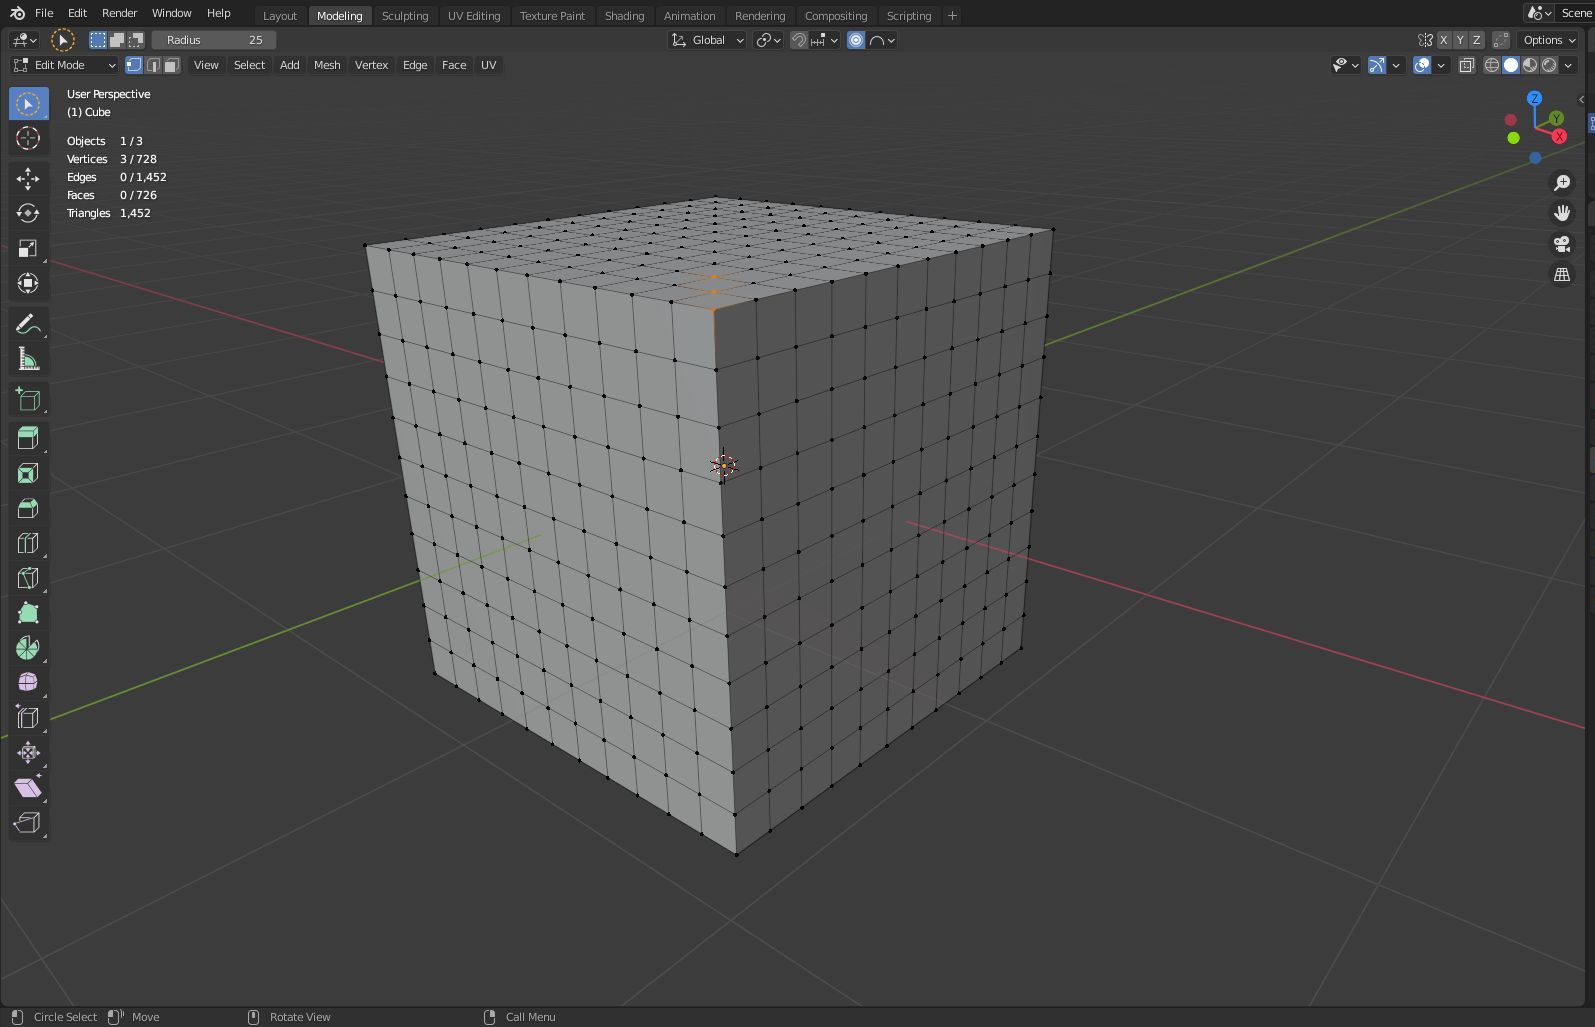 File Edit Render Window Help Layout Modeling Sculpting UV Editing Texture Paint Shading Animation Rendering Compositing Scripting + Scene
Radius 25 Global X Y Z Options
Edit Mode View Select Add Mesh Vertex Edge Face UV
User Perspective
(1) Cube
Objects 1 / 3
Vertices 3 / 728
Edges 0 / 1,452
Faces 0 / 726
Triangles 1,452
Z
Y
X
Circle Select Move Rotate View Call Menu